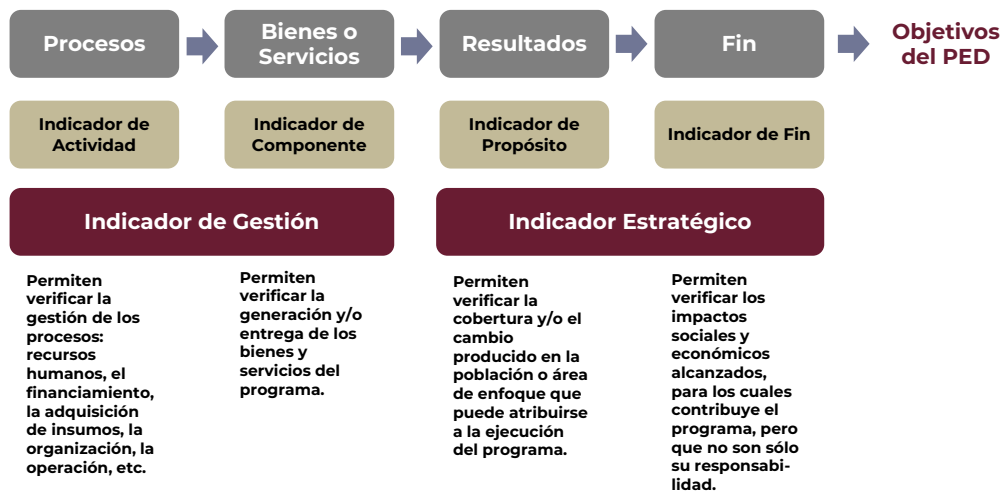 Procesos
Bienes o
Servicios
Resultados
Fin
Objetivos
del PED
Indicador de
Actividad
Indicador de
Componente
Indicador de
Propósito
Indicador de Fin
Indicador de Gestión
Indicador Estratégico
Permiten
verificar la
gestión de los
procesos:
recursos
humanos, el
financiamiento,
la adquisición
de insumos, la
organización, la
operación, etc.
Permiten
verificar la
generación y/o
entrega de los
bienes y
servicios del
programa.
Permiten
verificar la
cobertura y/o el
cambio
producido en la
población o área
de enfoque que
puede atribuirse
a la ejecución
del programa.
Permiten
verificar los
impactos
sociales y
económicos
alcanzados,
para los cuales
contribuye el
programa, pero
que no son sólo
su responsabi-
lidad.